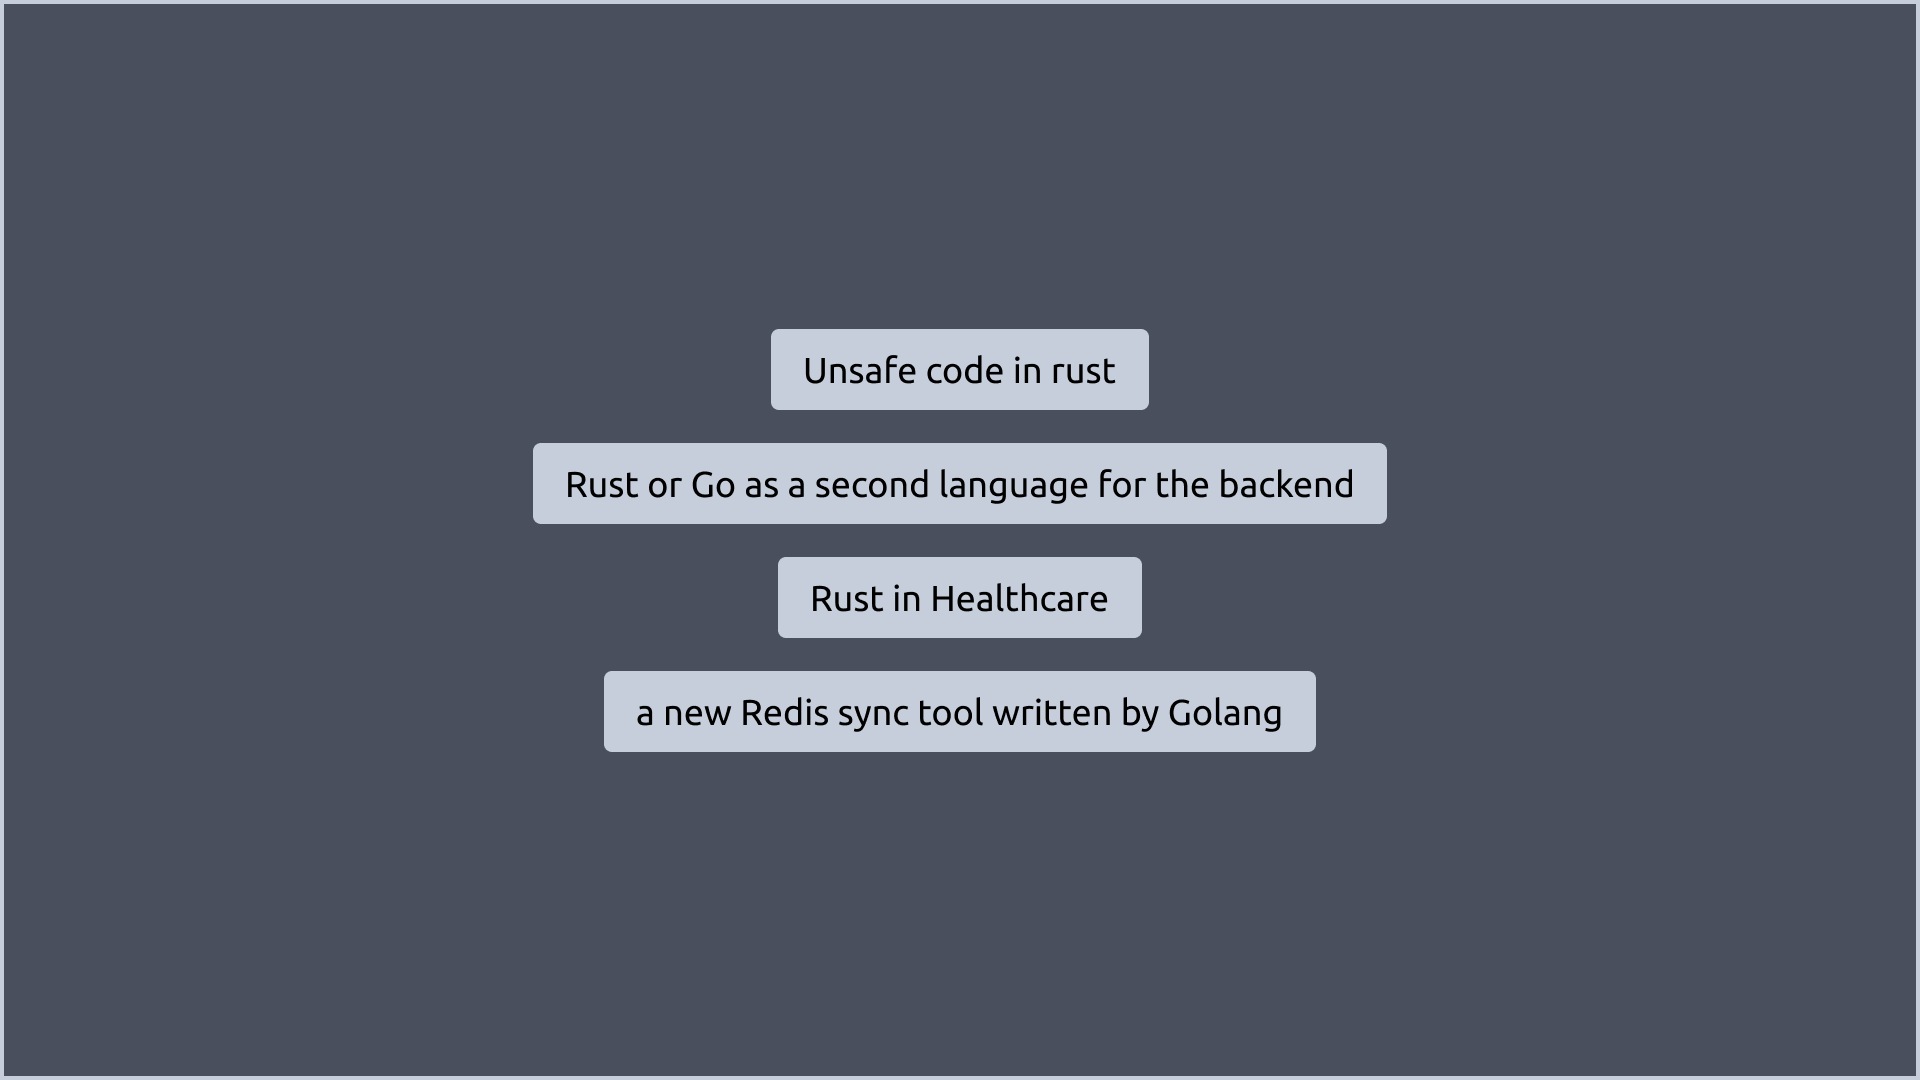 Unsafe code in rust
Rust or Go as a second language for the backend
Rust in Healthcare
a new Redis sync tool written by Golang